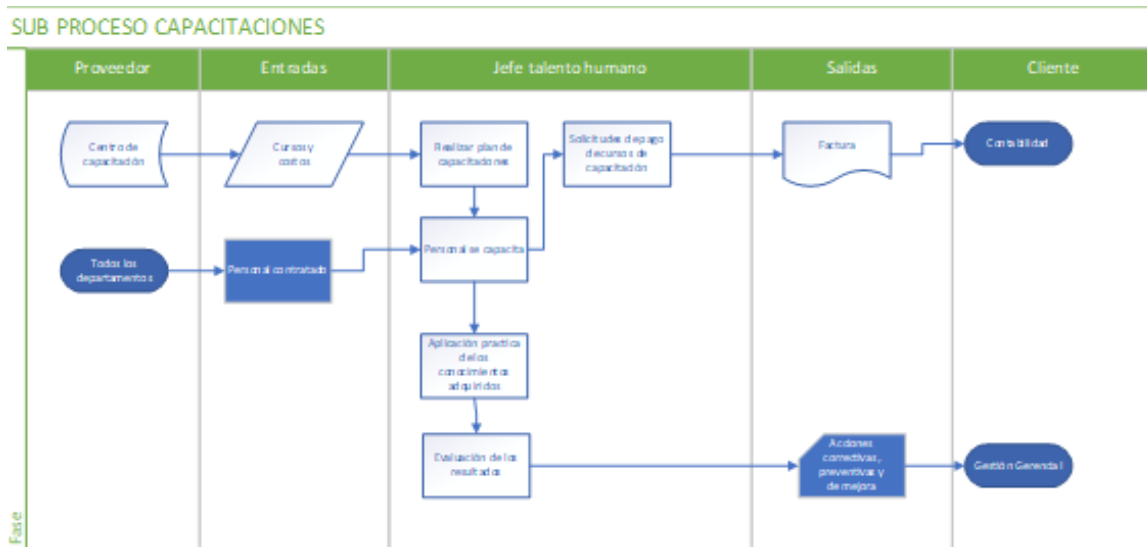 SUB PROCESO CAPACITACIONES
Proveedor
Entradas
Jefe talento humano
Salidas
Cliente
Centro de
capacitación
Cursos y
costos
Realizar plan de
capacitaciones
Solicitudes de pago
de cursos de
capacitación
Factura
Contabilidad
Todos los
departamentos
Personal contratado
Personal se capacita
Aplicación practica
de los
conocimientos
adquiridos
Evaluación de los
resultados
Acciones
correctivas,
preventivas y
de mejora
Gestión Gerencial
Fase